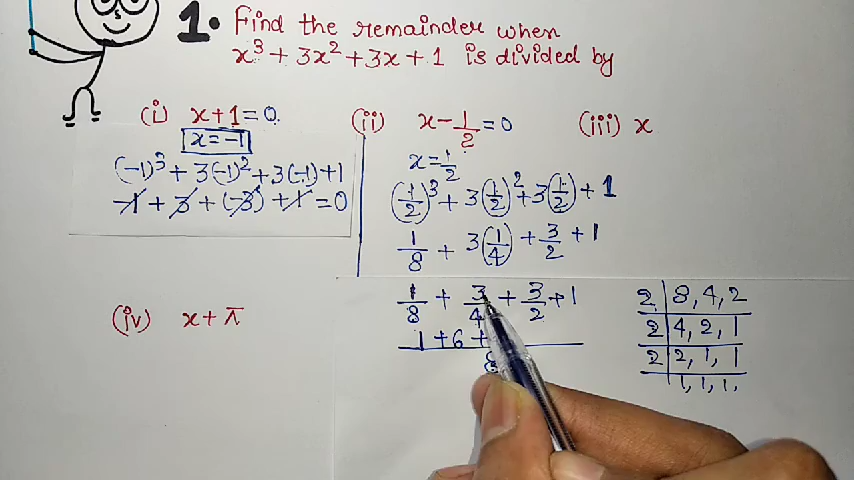 1. Find the remainder when
x³ + 3x² + 3x + 1 is divided by
(i) x + 1 = 0.
x = -1
(-1)³ + 3(-1)² + 3(-1) + 1
-1 + 3 + (-3) + 1 = 0
(ii) x - 1/2 = 0
x = 1/2
(1/2)³ + 3(1/2)² + 3(1/2) + 1
1/8 + 3(1/4) + 3/2 + 1
1/8 + 3/4 + 3/2 + 1
1 + 6 +
8
2 | 8, 4, 2
2 | 4, 2, 1
2 | 2, 1, 1
1, 1, 1,
(iii) x
(iv) x + π